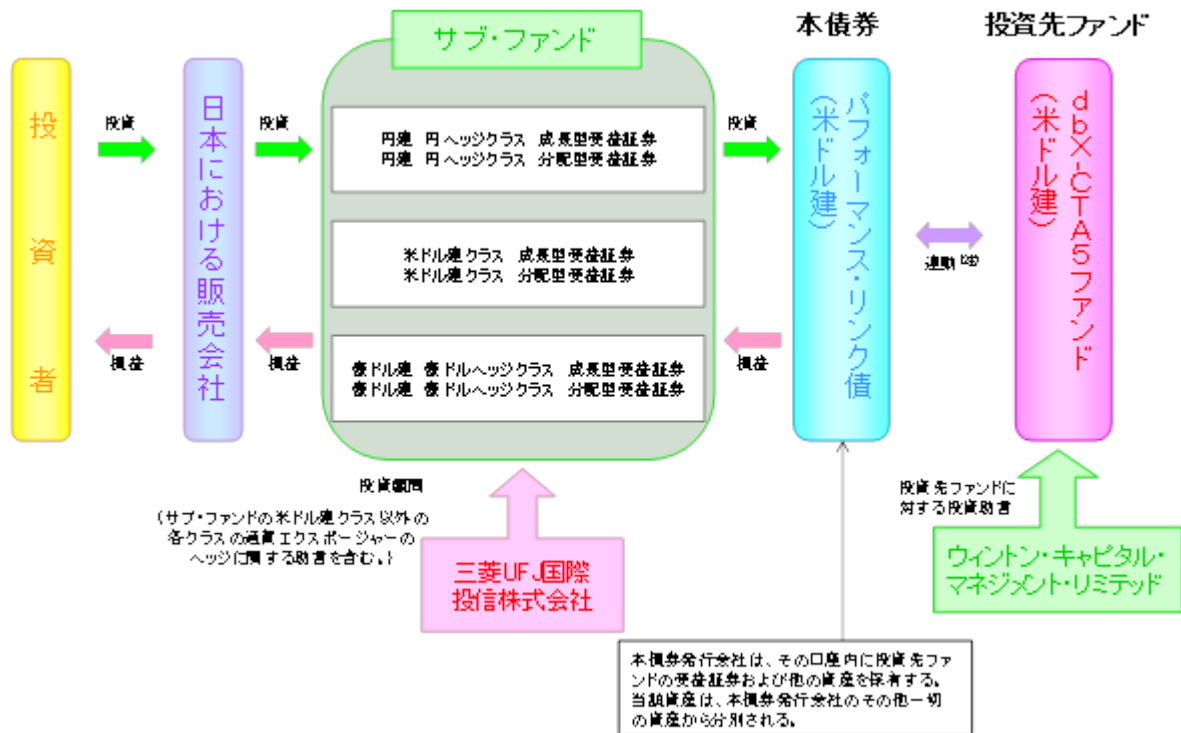 サブ・ファンド
本債券
投資先ファンド
投資者
投資
日本における販売会社
投資
円建 円ヘッジクラス 成長型受益証券
円建 円ヘッジクラス 分配型受益証券
米ドル建クラス 成長型受益証券
米ドル建クラス 分配型受益証券
豪ドル建 豪ドルヘッジクラス 成長型受益証券
豪ドル建 豪ドルヘッジクラス 分配型受益証券
投資
パフォーマンス・リンク債
(米ドル建)
連動
dbX-CTA5ファンド
(米ドル建)
損益
損益
損益
投資顧問
(サブ・ファンドの米ドル建クラス以外の
各クラスの通貨エクスポージャーの
ヘッジに関する助言を含む。)
三菱UFJ国際
投信株式会社
投資先ファンドに
対する投資助言
ウィントン・キャピタル・
マネジメント・リミテッド
本債券発行会社は、その口座内に投資先ファ
ンドの受益証券および他の資産を保有する。
当該資産は、本債券発行会社のその他一切
の資産から分別される。